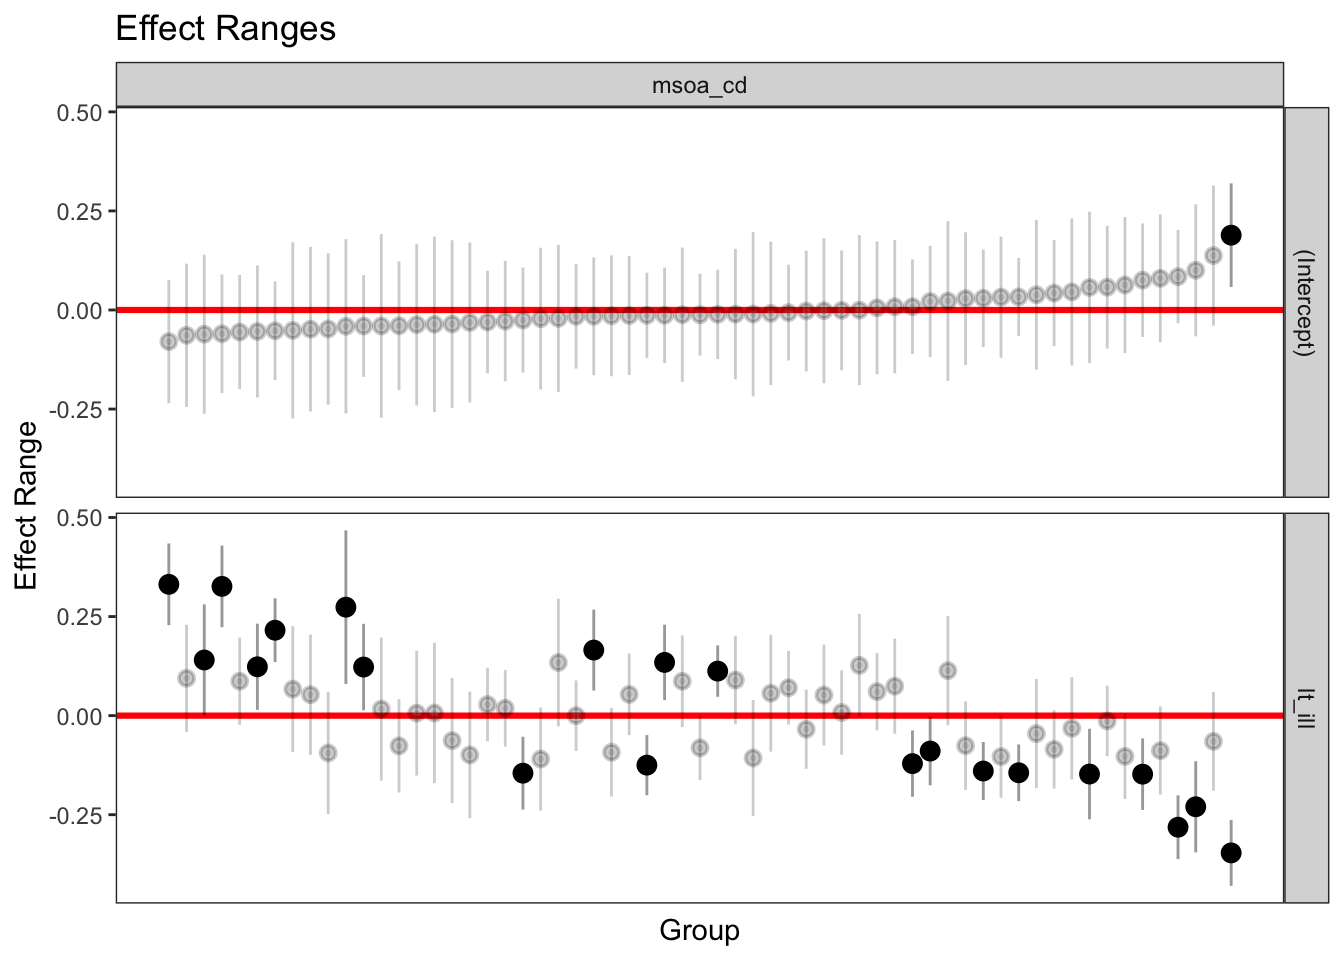 Effect Ranges
msoa_cd
0.50
0.25
0.00
-0.25
(Intercept)
Effect Range
0.50
0.25
0.00
-0.25
lt_ill
Group